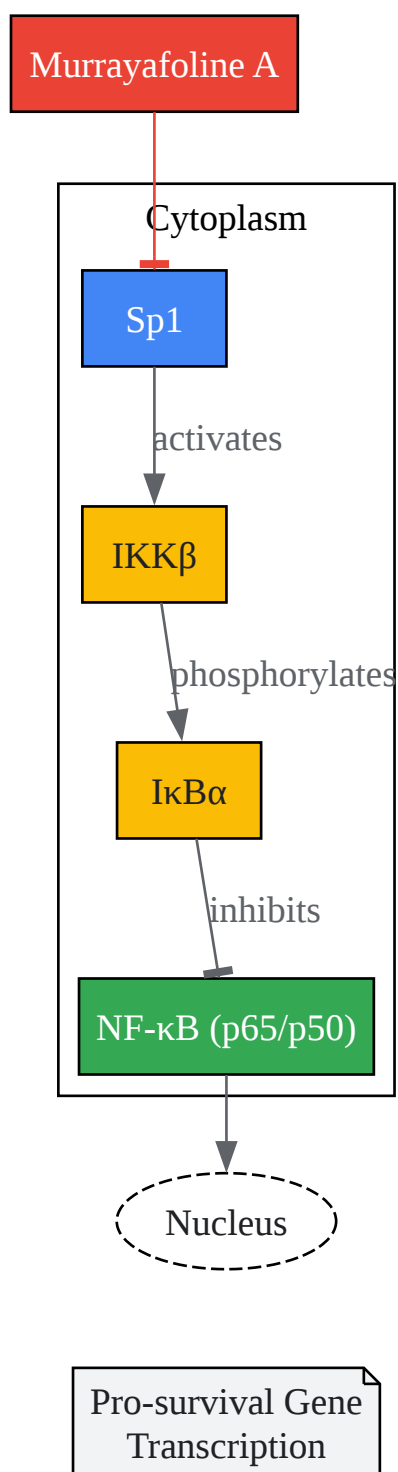 Murrayafoline A
Cytoplasm
Sp1
activates
IKKβ
phosphorylates
IκBα
inhibits
NF-κB (p65/p50)
Nucleus
Pro-survival Gene
Transcription